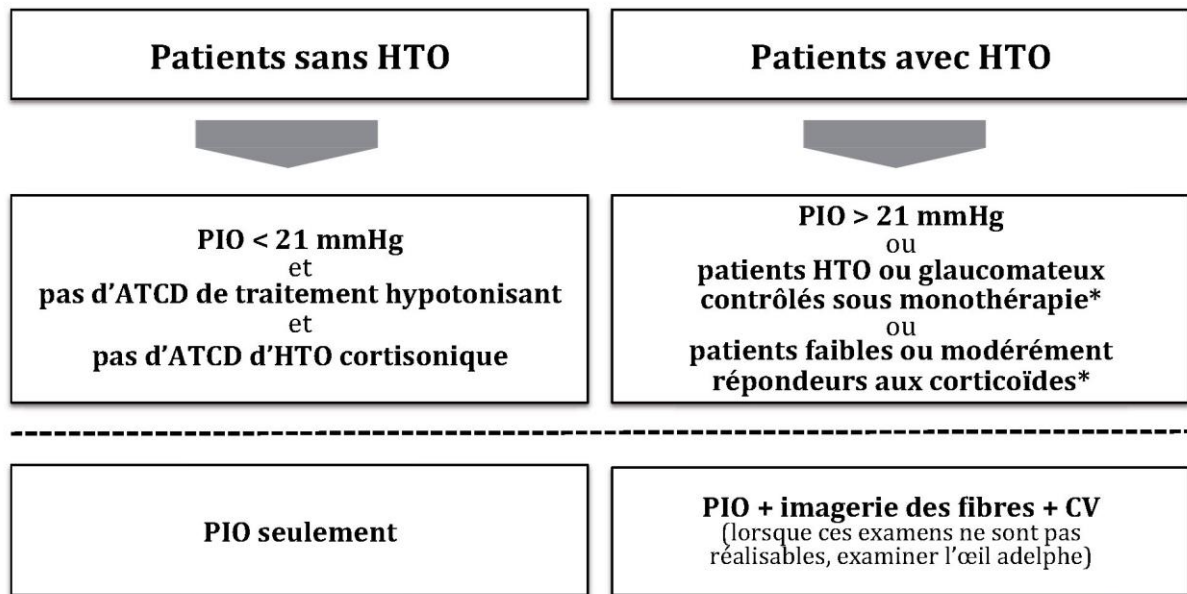 Patients sans HTO
PIO < 21 mmHg
et
pas d’ATCD de traitement hypotonisant
et
pas d’ATCD d’HTO cortisonique
PIO seulement
Patients avec HTO
PIO > 21 mmHg
ou
patients HTO ou glaucomateux
contrôlés sous monothérapie*
ou
patients faibles ou modérément
répondeurs aux corticoïdes*
PIO + imagerie des fibres + CV
(lorsque ces examens ne sont pas
réalisables, examiner l’œil adelphe)